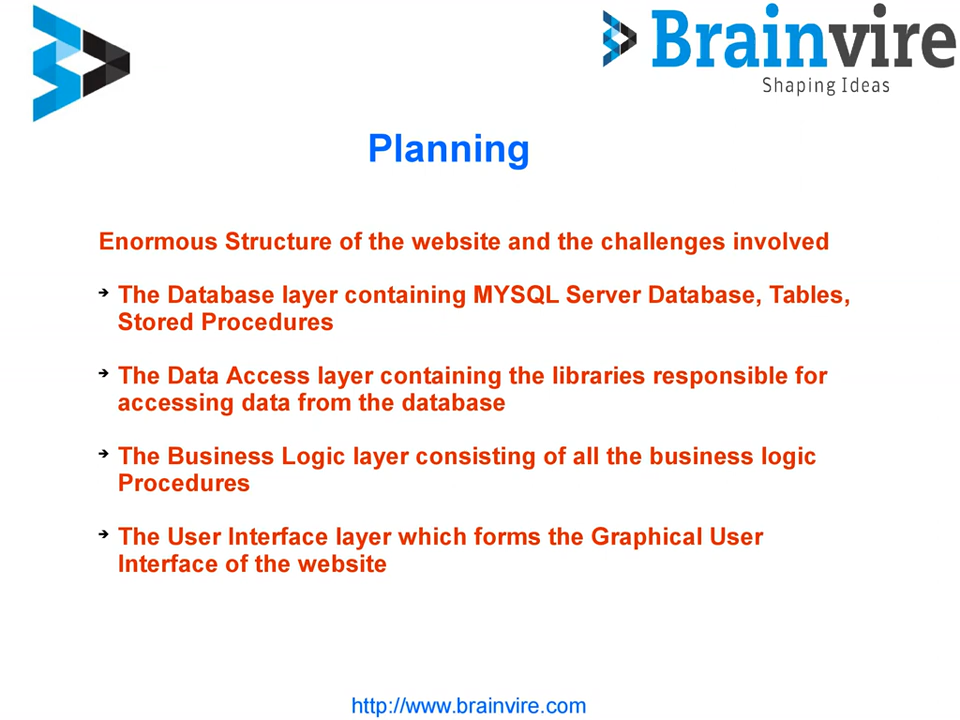 Brainvire
Shaping Ideas
Planning
Enormous Structure of the website and the challenges involved
➔ The Database layer containing MYSQL Server Database, Tables,
Stored Procedures
➔ The Data Access layer containing the libraries responsible for
accessing data from the database
➔ The Business Logic layer consisting of all the business logic
Procedures
➔ The User Interface layer which forms the Graphical User
Interface of the website
http://www.brainvire.com